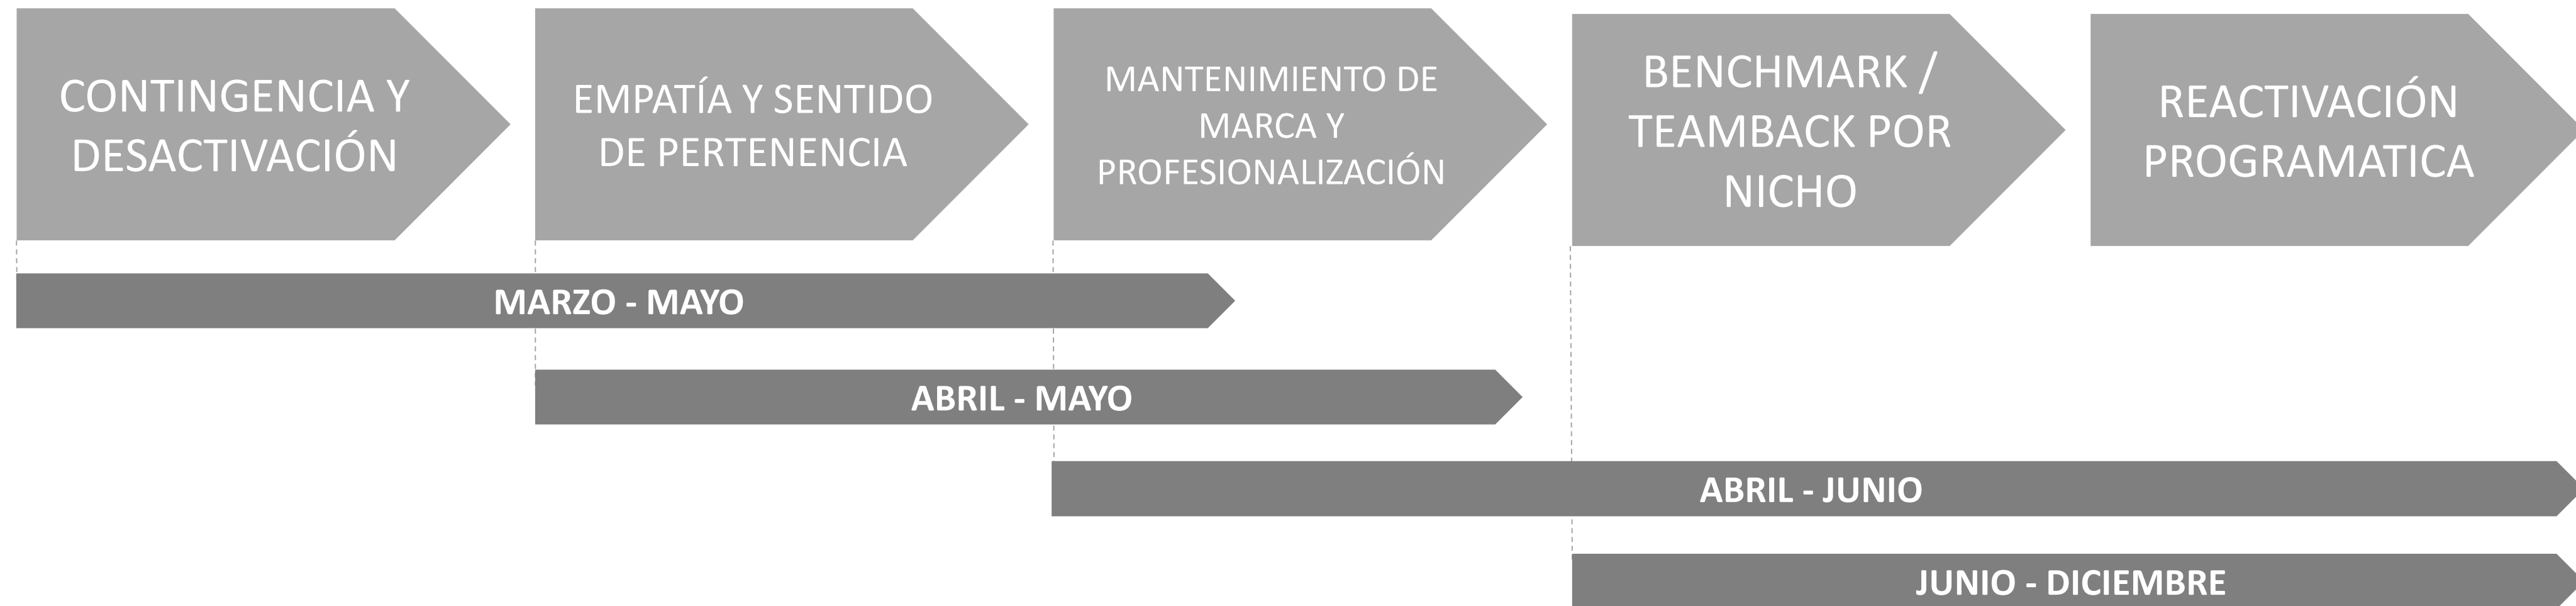 CONTINGENCIA Y
DESACTIVACIÓN
EMPATÍA Y SENTIDO
DE PERTENENCIA
MANTENIMIENTO DE
MARCA Y
PROFESIONALIZACIÓN
BENCHMARK /
TEAMBACK POR
NICHO
REACTIVACIÓN
PROGRAMATICA
MARZO - MAYO
ABRIL - MAYO
ABRIL - JUNIO
JUNIO - DICIEMBRE